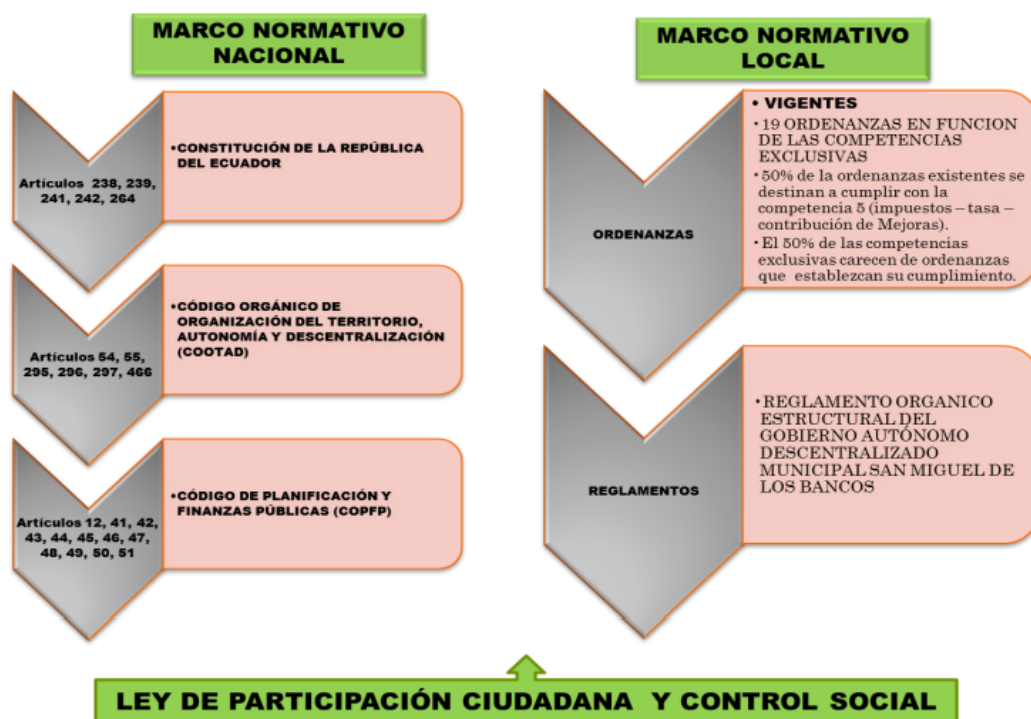 MARCO NORMATIVO
NACIONAL
Artículos 238, 239,
241, 242, 264
•CONSTITUCIÓN DE LA REPÚBLICA
DEL ECUADOR
Artículos 54, 55,
295, 296, 297, 466
•CÓDIGO ORGÁNICO DE
ORGANIZACIÓN DEL TERRITORIO,
AUTONOMÍA Y DESCENTRALIZACIÓN
(COOTAD)
Artículos 12, 41, 42,
43, 44, 45, 46, 47,
48, 49, 50, 51
•CÓDIGO DE PLANIFICACIÓN Y
FINANZAS PÚBLICAS (COPFP)
MARCO NORMATIVO
LOCAL
ORDENANZAS
• VIGENTES
• 19 ORDENANZAS EN FUNCION
DE LAS COMPETENCIAS
EXCLUSIVAS
• 50% de la ordenanzas existentes se
destinan a cumplir con la
competencia 5 (impuestos – tasa –
contribución de Mejoras).
• El 50% de las competencias
exclusivas carecen de ordenanzas
que establezcan su cumplimiento.
REGLAMENTOS
• REGLAMENTO ORGANICO
ESTRUCTURAL DEL
GOBIERNO AUTÓNOMO
DESCENTRALIZADO
MUNICIPAL SAN MIGUEL DE
LOS BANCOS
LEY DE PARTICIPACIÓN CIUDADANA Y CONTROL SOCIAL